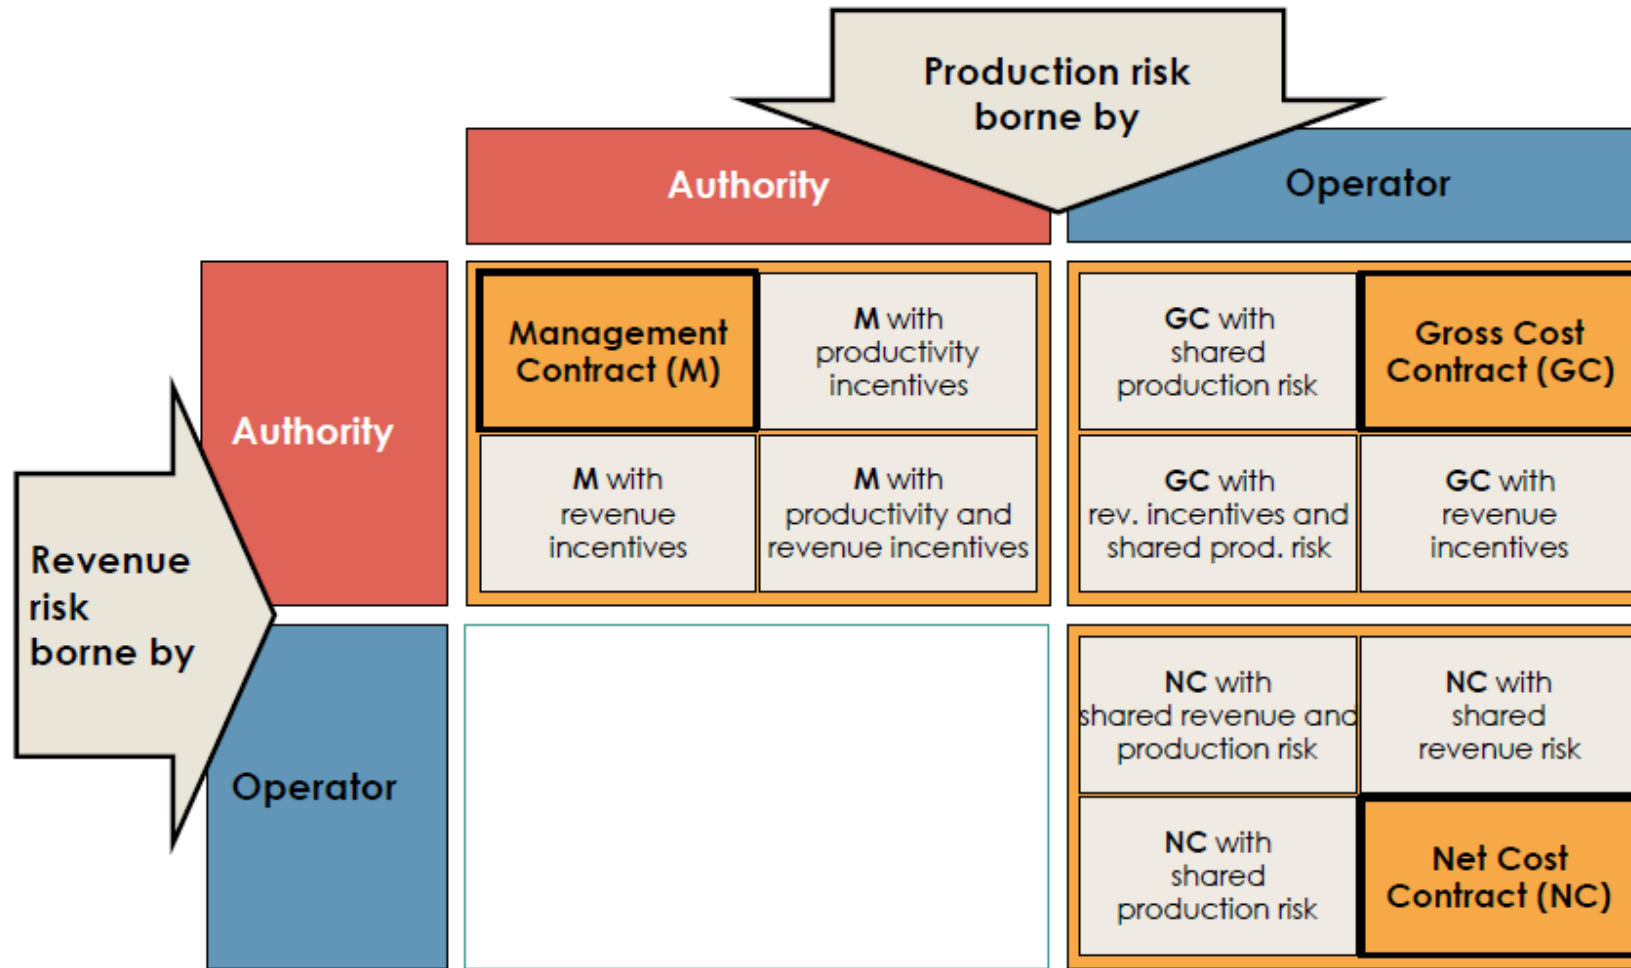 Production risk
borne by
Authority
Operator
Authority
Management
Contract (M)
M with
productivity
incentives
GC with
shared
production risk
Gross Cost
Contract (GC)
M with
revenue
incentives
M with
productivity and
revenue incentives
GC with
rev. incentives and
shared prod. risk
GC with
revenue
incentives
Revenue
risk
borne by
Operator
NC with
shared revenue and
production risk
NC with
shared
revenue risk
NC with
shared
production risk
Net Cost
Contract (NC)